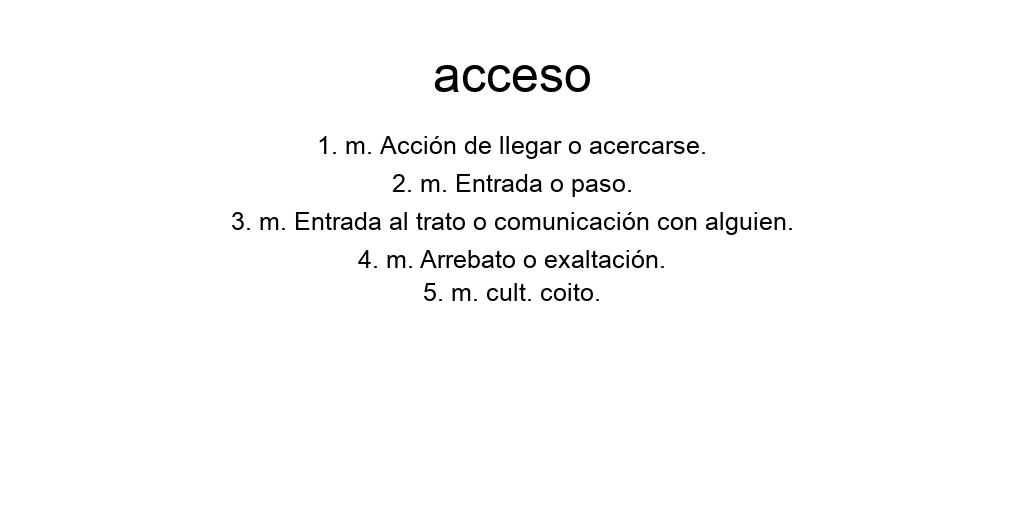 acceso
1. m. Acción de llegar o acercarse.
2. m. Entrada o paso.
3. m. Entrada al trato o comunicación con alguien.
4. m. Arrebato o exaltación.
5. m. cult. coito.